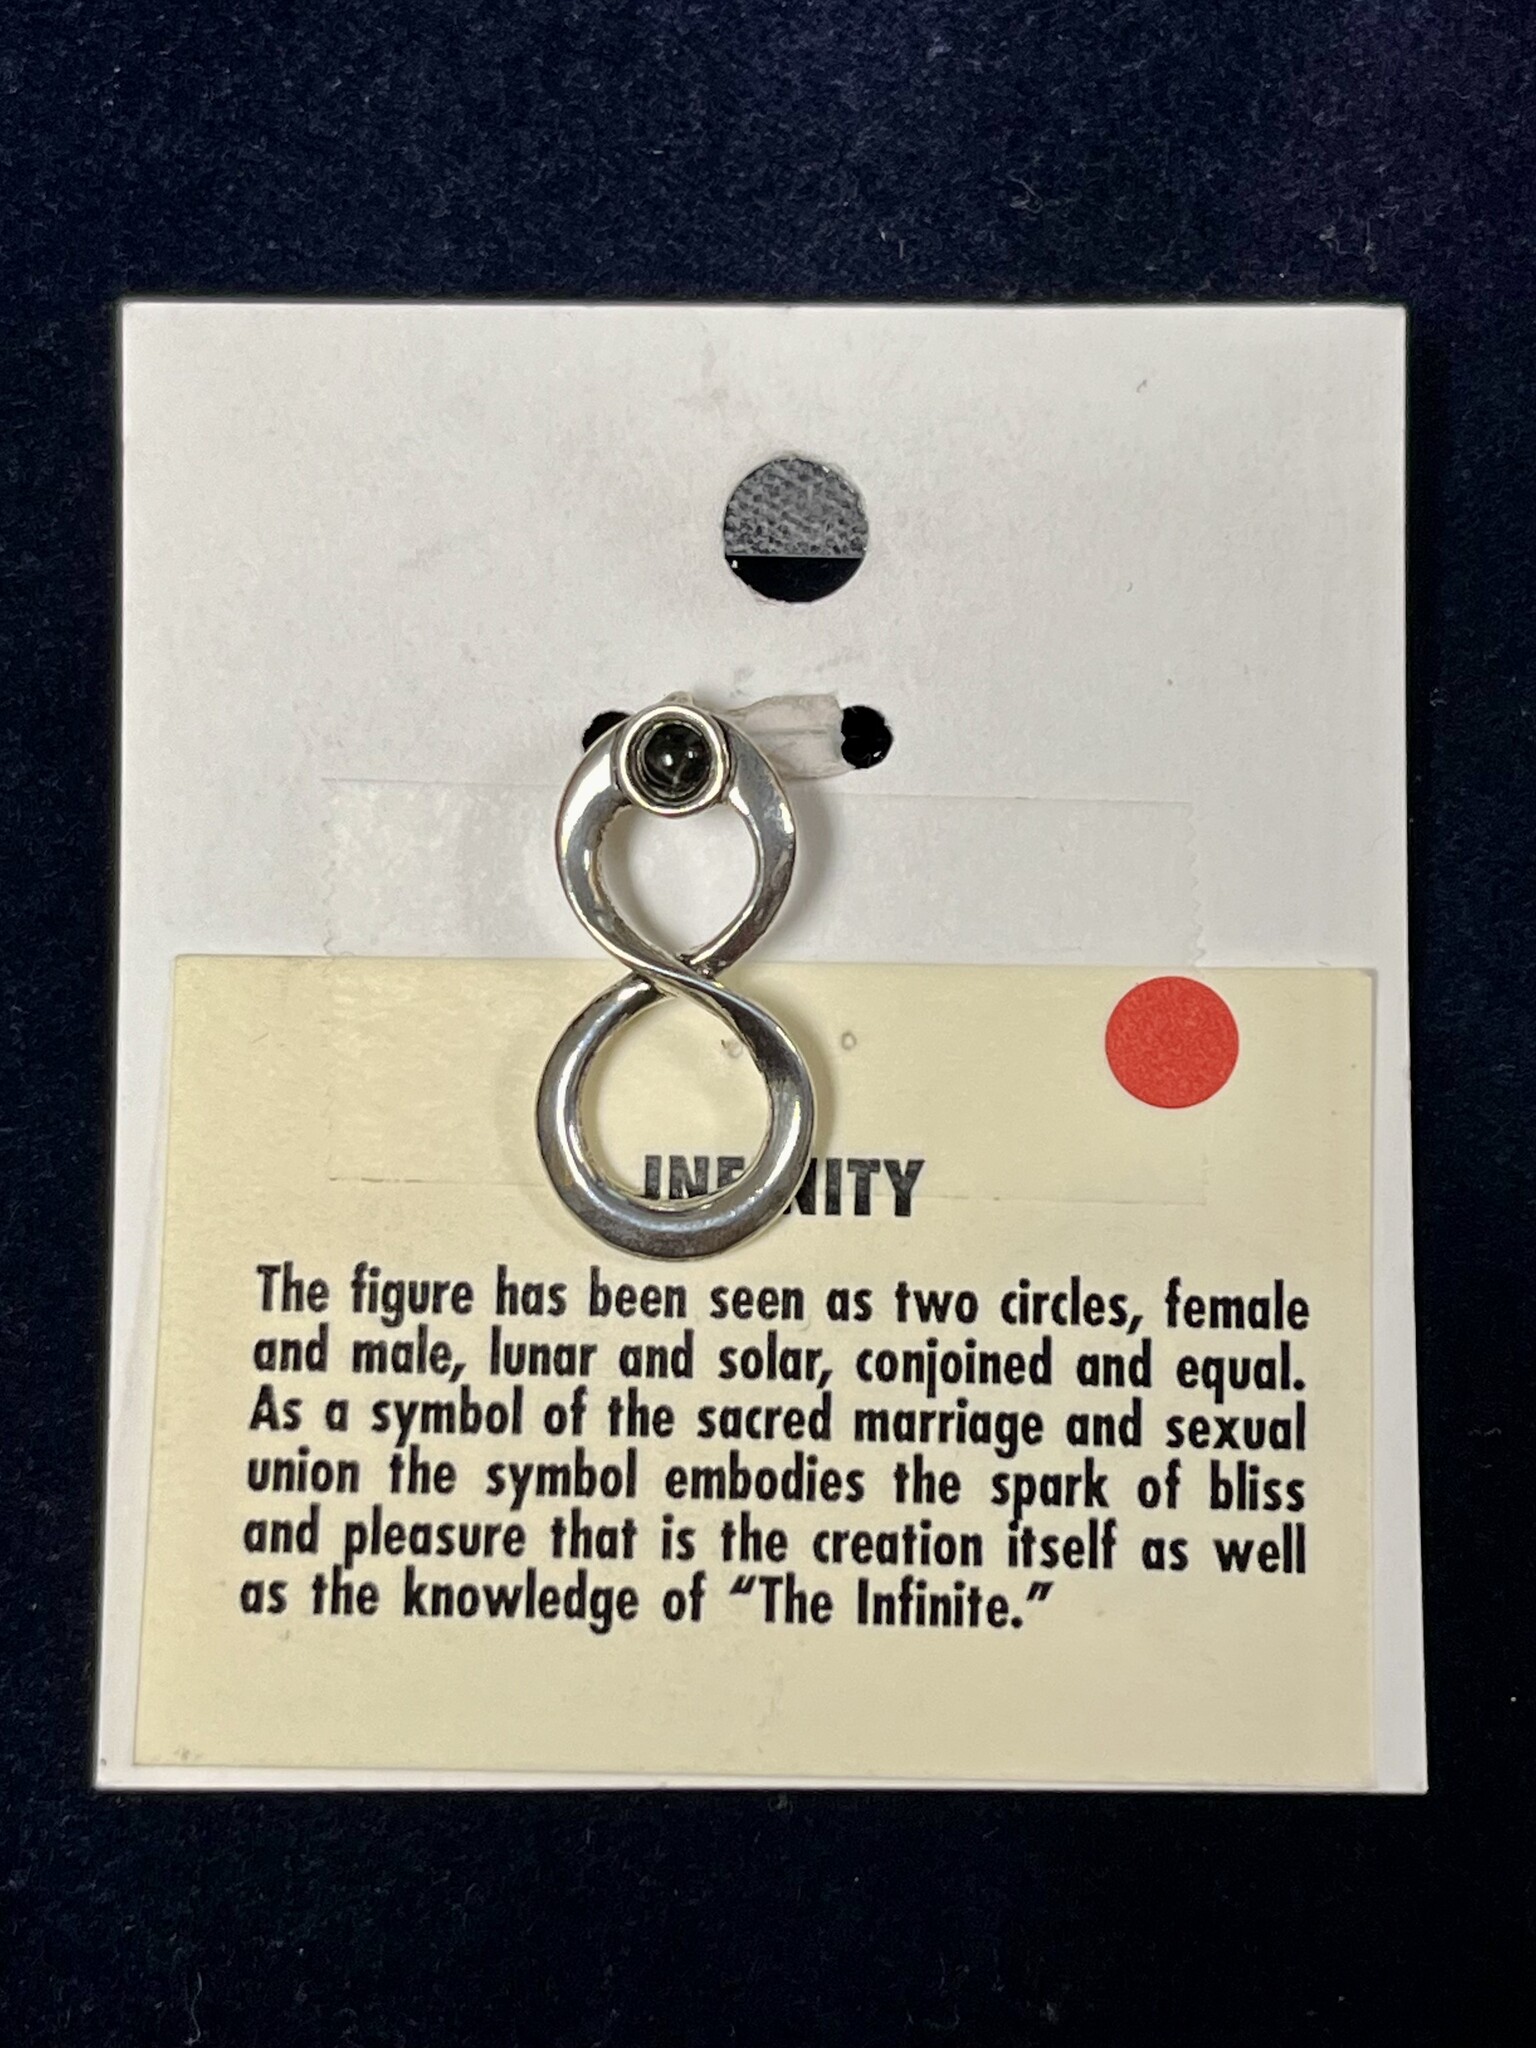 INFINITY
The figure has been seen as two circles, female
and male, lunar and solar, conjoined and equal.
As a symbol of the sacred marriage and sexual
union the symbol embodies the spark of bliss
and pleasure that is the creation itself as well
as the knowledge of “The Infinite.”